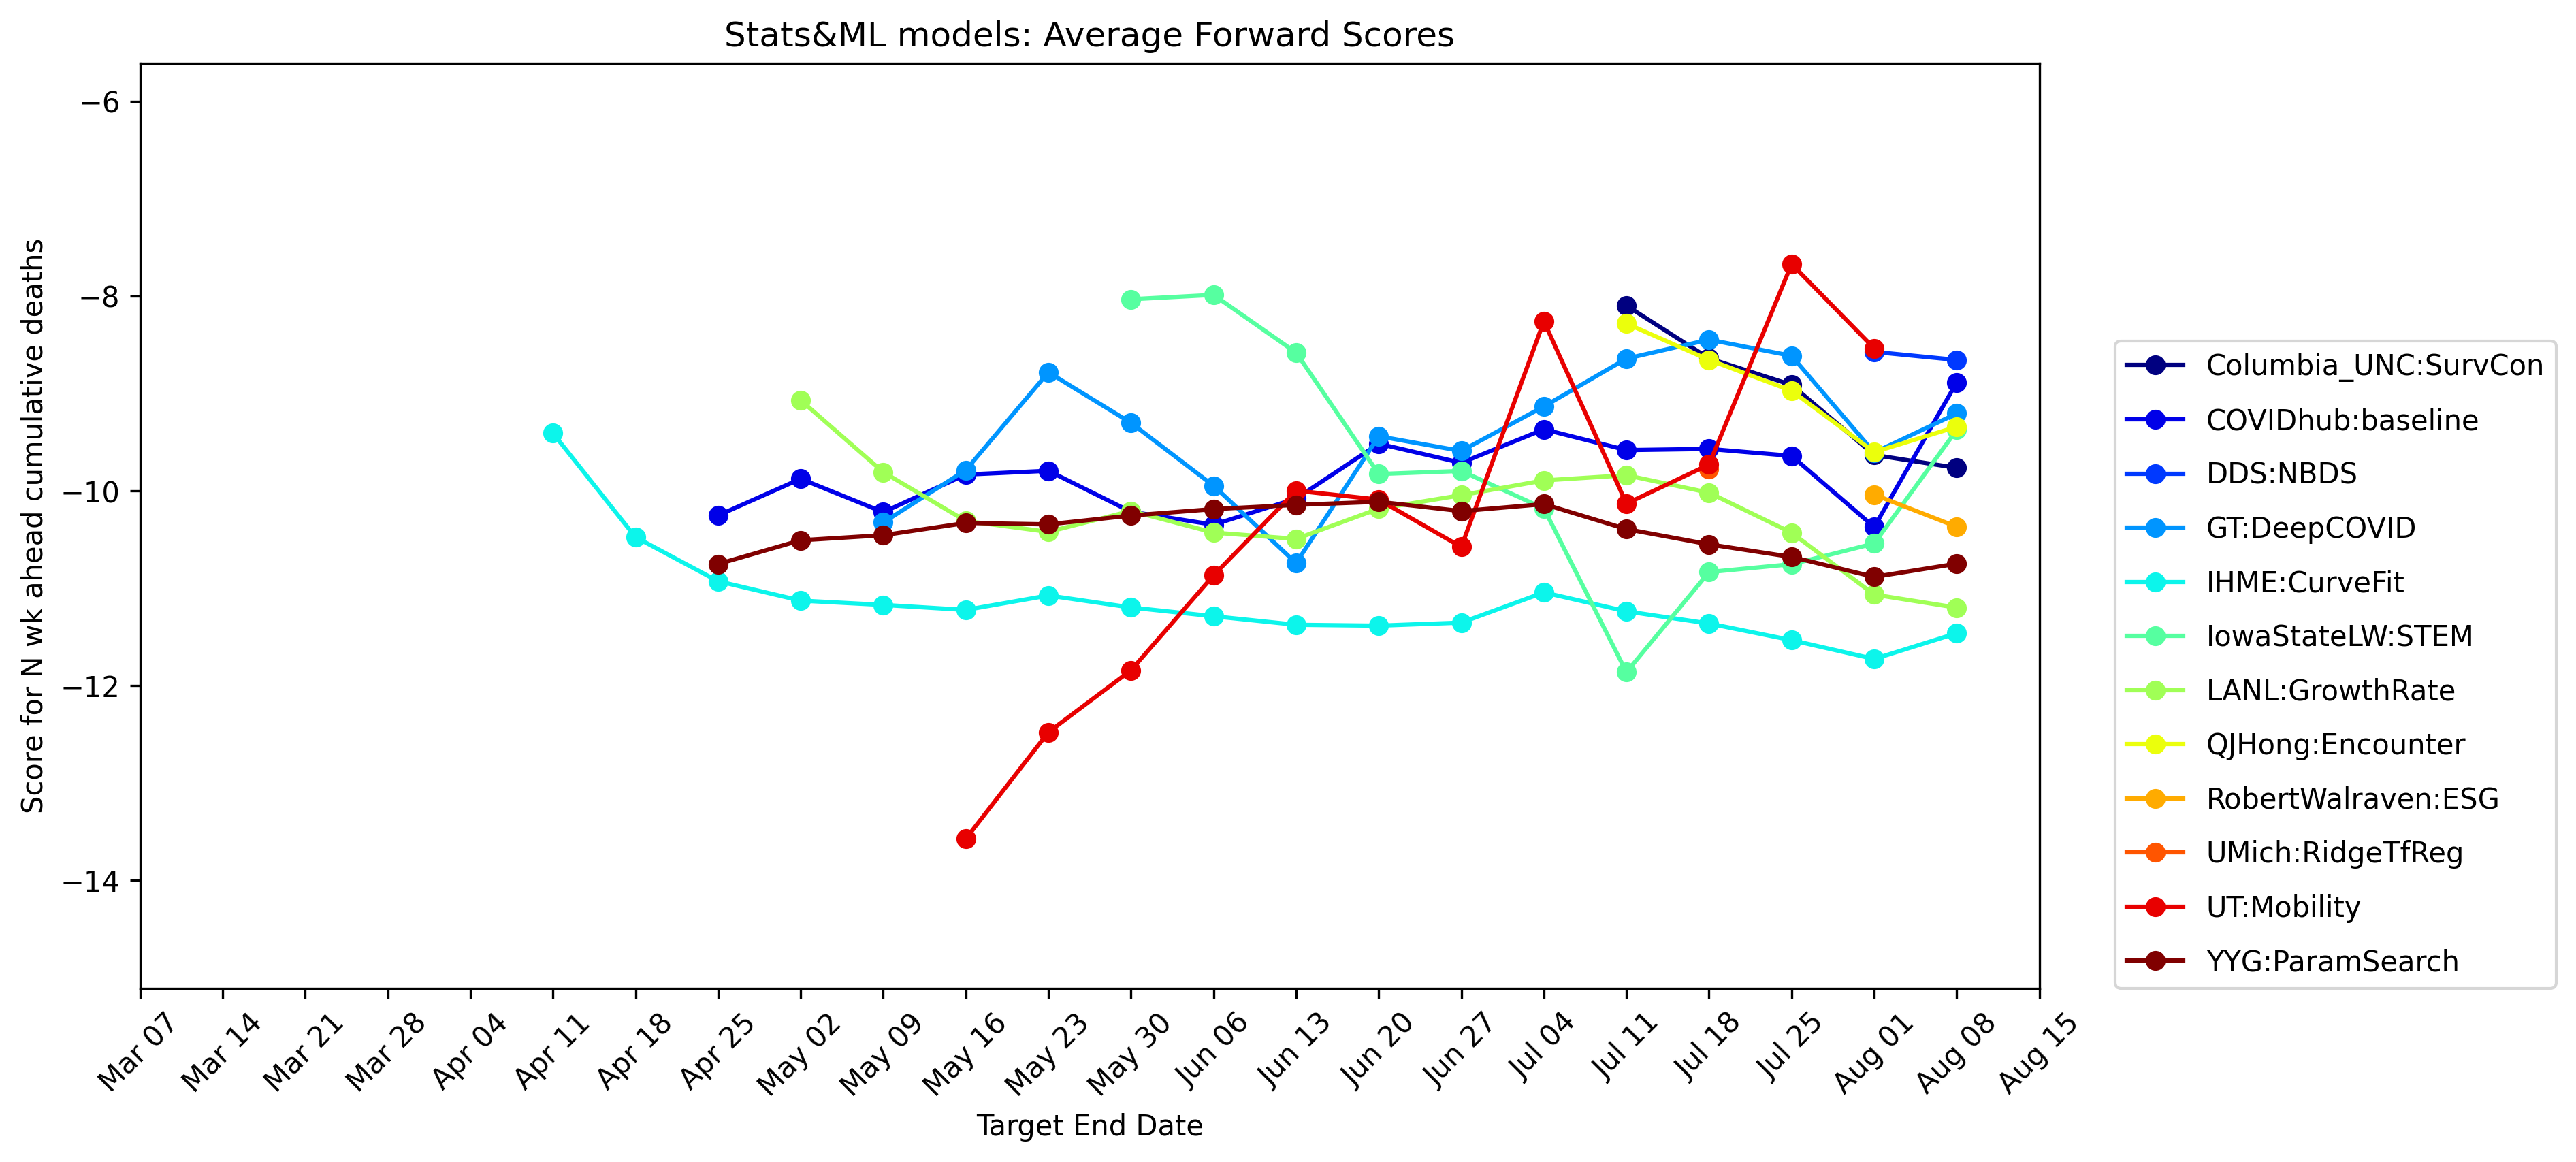 Stats&ML models: Average Forward Scores
Score for N wk ahead cumulative deaths
−6
−8
−10
−12
−14
Mar 07
Mar 14
Mar 21
Mar 28
Apr 04
Apr 11
Apr 18
Apr 25
May 02
May 09
May 16
May 23
May 30
Jun 06
Jun 13
Jun 20
Jun 27
Jul 04
Jul 11
Jul 18
Jul 25
Aug 01
Aug 08
Aug 15
Target End Date
Columbia_UNC:SurvCon
COVIDhub:baseline
DDS:NBDS
GT:DeepCOVID
IHME:CurveFit
IowaStateLW:STEM
LANL:GrowthRate
QJHong:Encounter
RobertWalraven:ESG
UMich:RidgeTfReg
UT:Mobility
YYG:ParamSearch